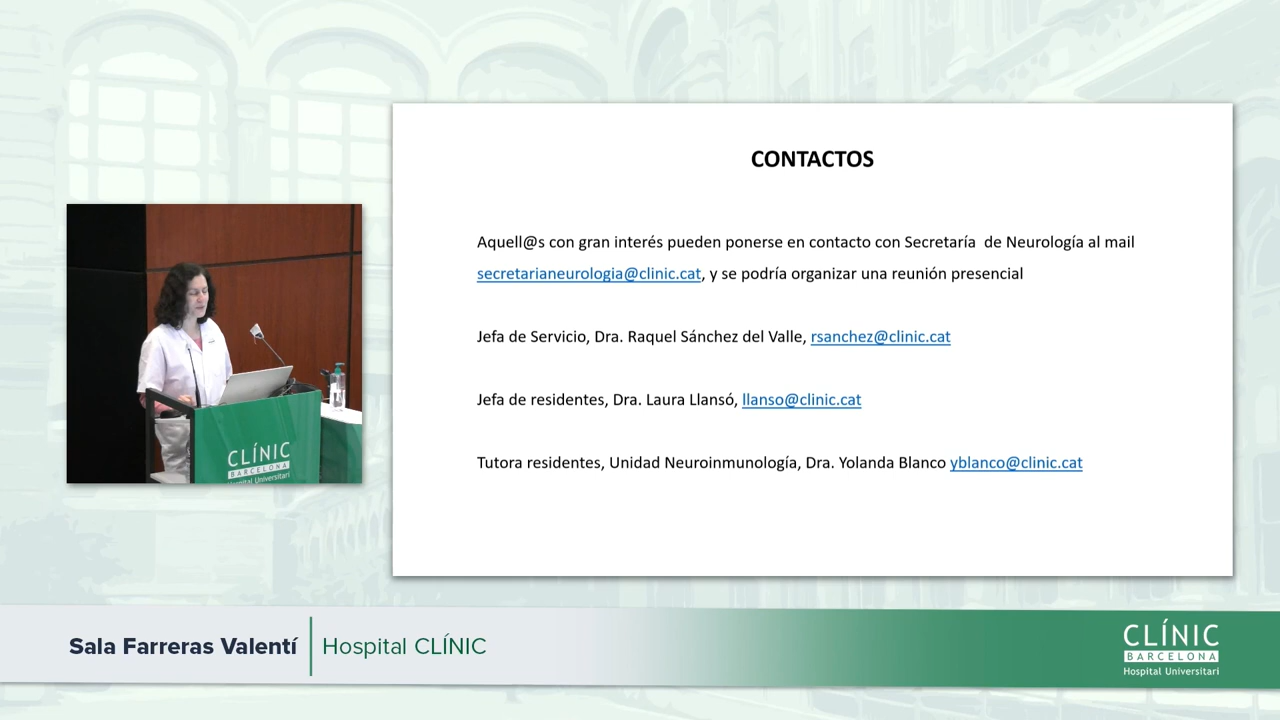 CONTACTOS
Aquell@s con gran interés pueden ponerse en contacto con Secretaría  de Neurología al mail
secretarianeurologia@clinic.cat, y se podría organizar una reunión presencial
Jefa de Servicio, Dra. Raquel Sánchez del Valle, rsanchez@clinic.cat
Jefa de residentes, Dra. Laura Llansó, llanso@clinic.cat
Tutora residentes, Unidad Neuroinmunología, Dra. Yolanda Blanco yblanco@clinic.cat
CLÍNIC
BARCELONA
Hospital Universitari
Sala Farreras Valentí
Hospital CLÍNIC
CLÍNIC
BARCELONA
Hospital Universitari